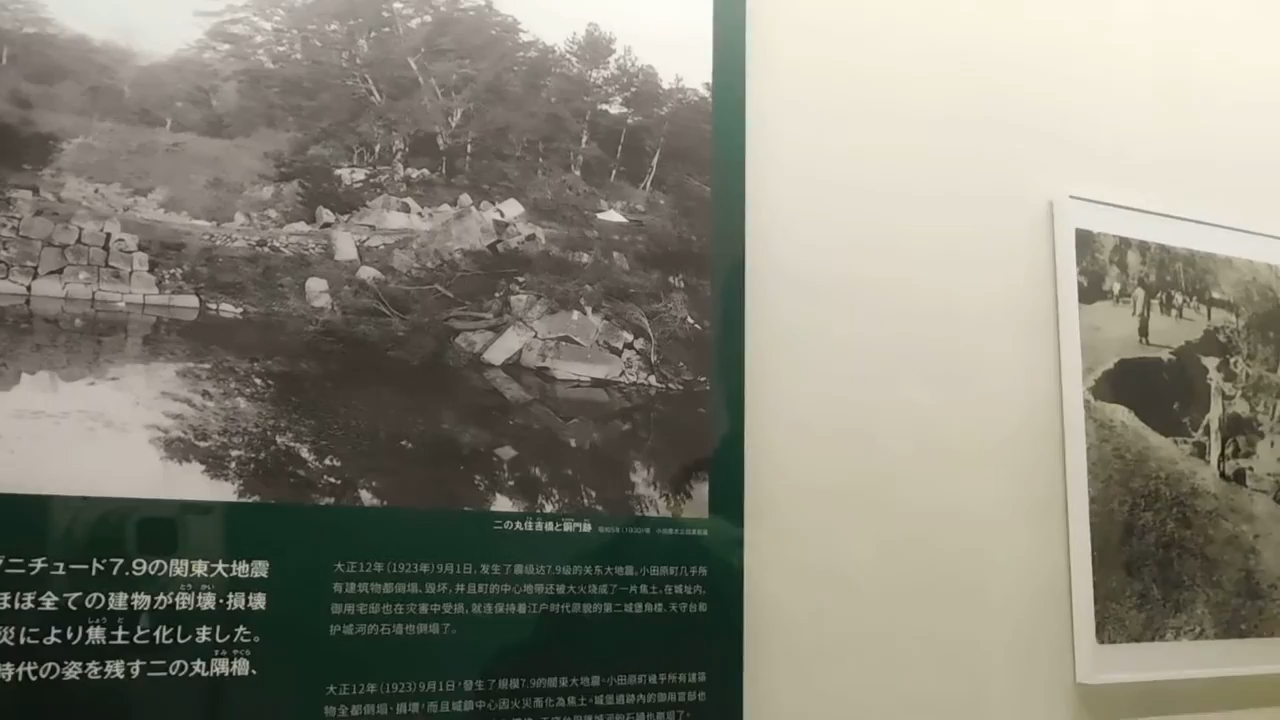 二の丸住吉橋と銅門跡 昭和5年(1930)頃
グニチュード7.9の関東大地震
ほぼ全ての建物が倒壊・損壊
災により焦土と化しました。
時代の姿を残す二の丸隅櫓、
大正12年(1923年)9月1日,发生了震级达7.9级的关东大地震。小田原町几乎所
有建筑物都倒塌、毁坏,并且町的中心地带还被大火烧成了一片焦土。在城址内,
御用宅邸也在灾害中受损,就连保持着江户时代原貌的第二城堡角楼、天守台和
护城河的石墙也倒塌了。
大正12年(1923)9月1日,發生了規模7.9的關東大地震。小田原町幾乎所有建築
物全都倒塌、損壞,而且城鎮中心因火災而化為焦土。城堡遺跡內的御用宮邸也